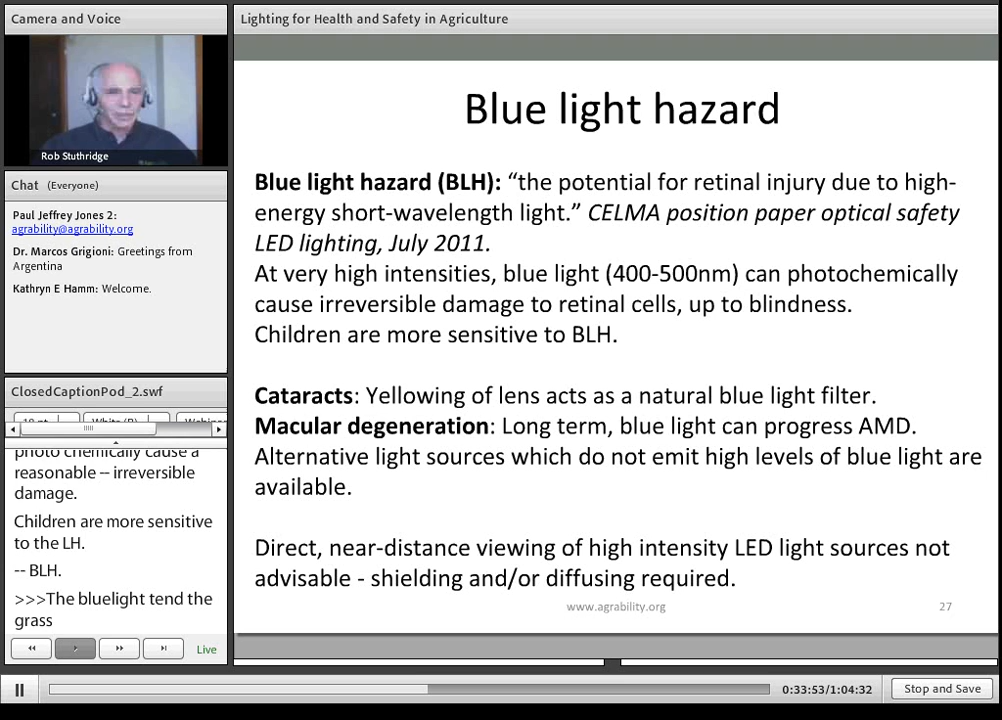 Camera and Voice
Rob Stuthridge
Chat (Everyone)
Paul Jeffrey Jones 2:
agrability@agrability.org
Dr. Marcos Grigioni: Greetings from
Argentina
Kathryn E Hamm: Welcome.
ClosedCaptionPod_2.swf
photo chemically cause a
reasonable -- irreversible
damage.
Children are more sensitive
to the LH.
-- BLH.
>>>The bluelight tend the
grass
Live
Lighting for Health and Safety in Agriculture
Blue light hazard
Blue light hazard (BLH): “the potential for retinal injury due to high-
energy short-wavelength light.” CELMA position paper optical safety
LED lighting, July 2011.
At very high intensities, blue light (400-500nm) can photochemically
cause irreversible damage to retinal cells, up to blindness.
Children are more sensitive to BLH.
Cataracts: Yellowing of lens acts as a natural blue light filter.
Macular degeneration: Long term, blue light can progress AMD.
Alternative light sources which do not emit high levels of blue light are
available.
Direct, near-distance viewing of high intensity LED light sources not
advisable - shielding and/or diffusing required.
www.agrability.org
27
0:33:53/1:04:32
Stop and Save